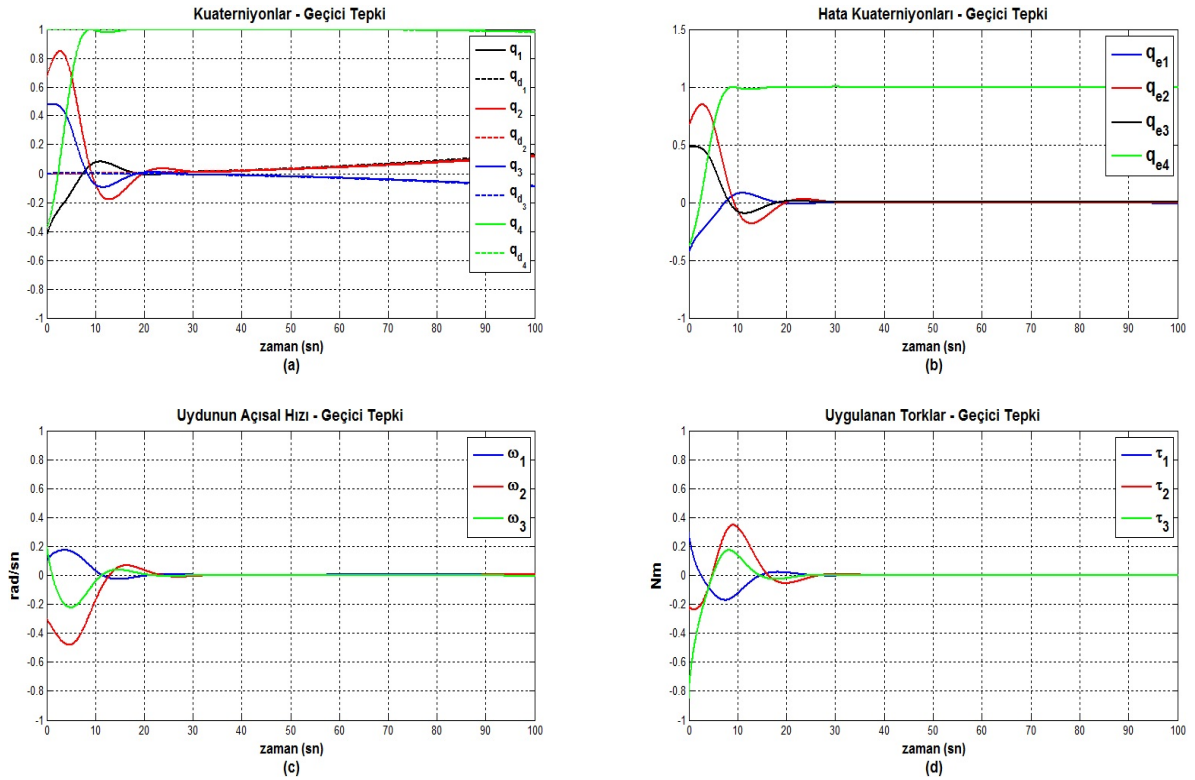 Kuaterniyonlar - Geçici Tepki
1
0.8
0.6
0.4
0.2
0
-0.2
-0.4
-0.6
-0.8
-1
0 10 20 30 40 50 60 70 80 90 100
zaman (sn)
(a)
q1
qd1
q2
qd2
q3
qd3
q4
qd4
Hata Kuaterniyonları - Geçici Tepki
1.5
1
0.5
0
-0.5
-1
0 10 20 30 40 50 60 70 80 90 100
zaman (sn)
(b)
qe1
qe2
qe3
qe4
Uydunun Açısal Hızı - Geçici Tepki
rad/sn
1
0.8
0.6
0.4
0.2
0
-0.2
-0.4
-0.6
-0.8
-1
0 10 20 30 40 50 60 70 80 90 100
zaman (sn)
(c)
ω1
ω2
ω3
Uygulanan Torklar - Geçici Tepki
Nm
1
0.8
0.6
0.4
0.2
0
-0.2
-0.4
-0.6
-0.8
-1
0 10 20 30 40 50 60 70 80 90 100
zaman (sn)
(d)
τ1
τ2
τ3